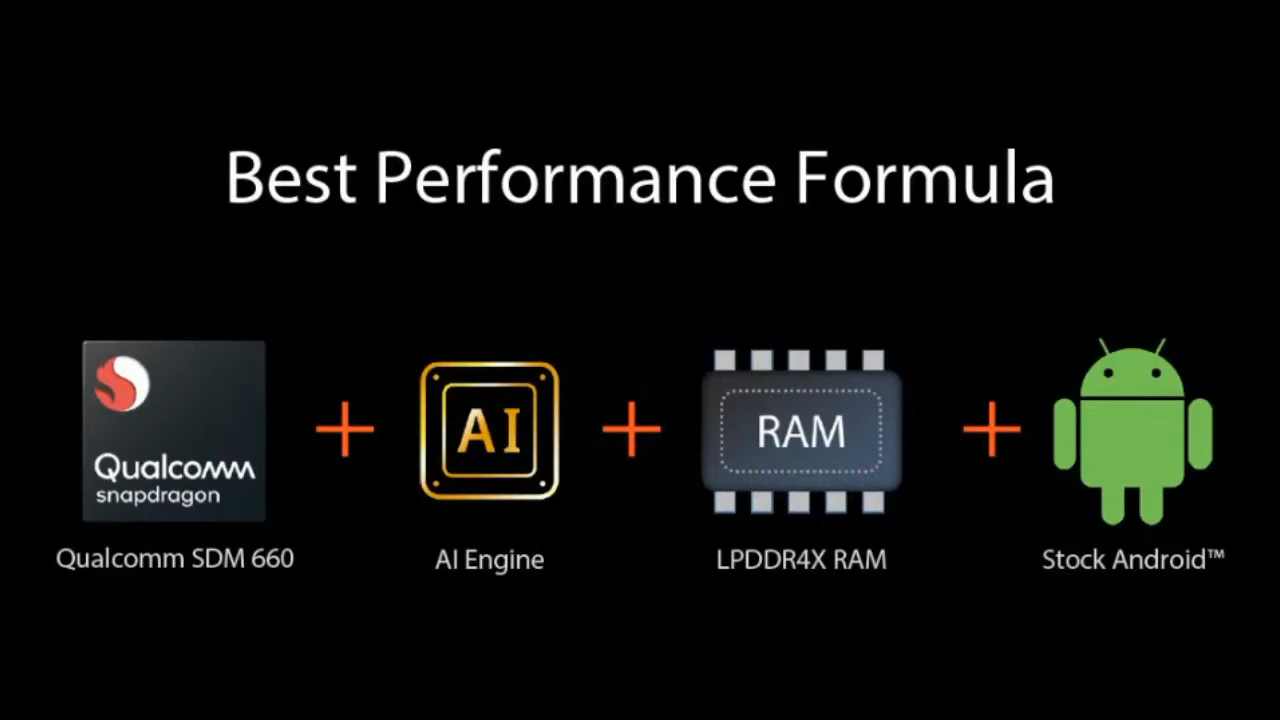 Best Performance Formula
Qualcomm
snapdragon
AI
RAM
Qualcomm SDM 660
AI Engine
LPDDR4X RAM
Stock Android™